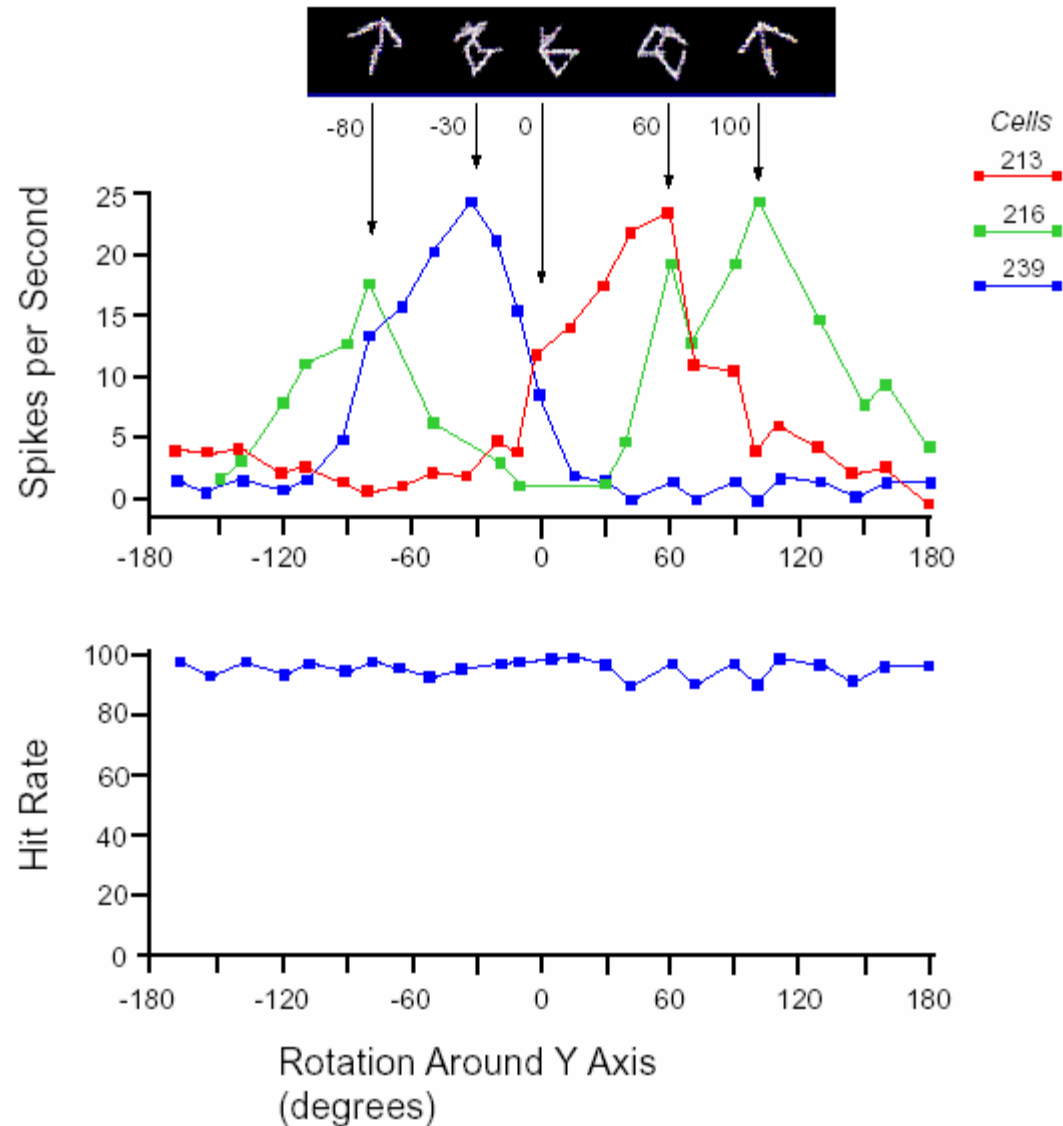 -80 -30 0 60 100
Cells
213
216
239
Spikes per Second
25
20
15
10
5
0
-180 -120 -60 0 60 120 180
Hit Rate
100
80
60
40
20
0
-180 -120 -60 0 60 120 180
Rotation Around Y Axis
(degrees)